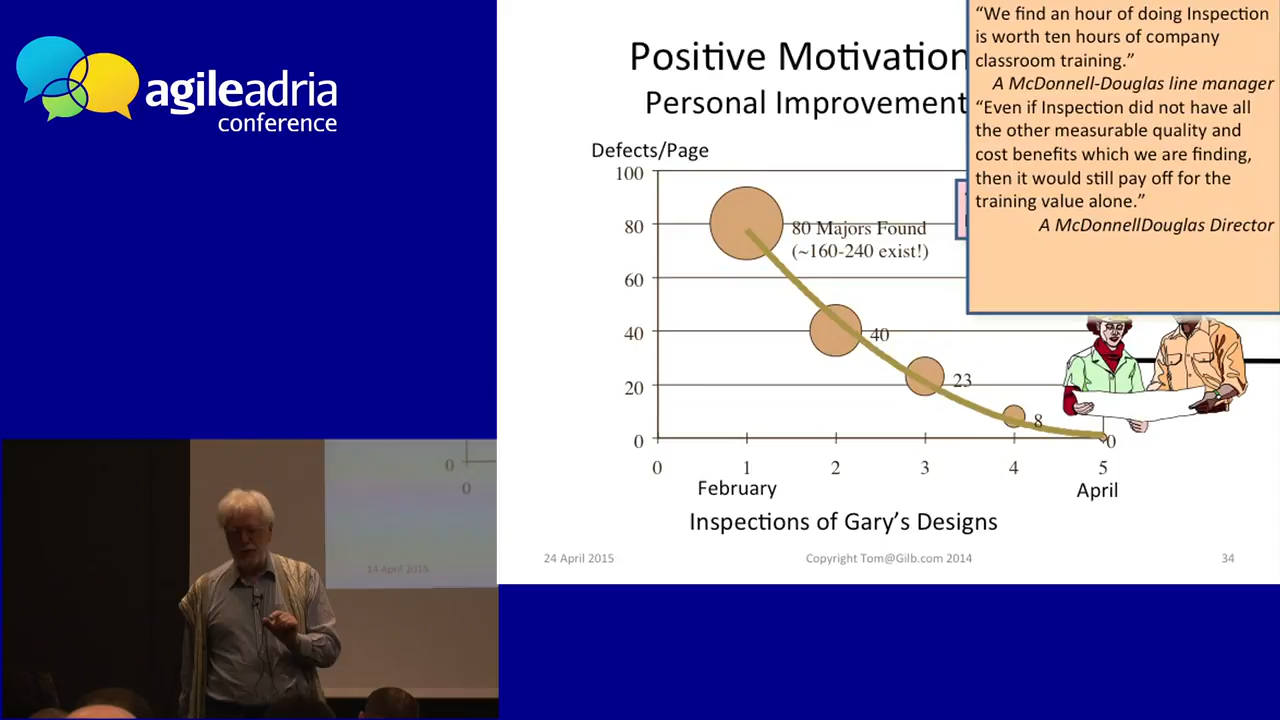 agileadria
conference
Positive Motivation
Personal Improvement
"We find an hour of doing Inspection
is worth ten hours of company
classroom training."
A McDonnell-Douglas line manager
"Even if Inspection did not have all
the other measurable quality and
cost benefits which we are finding,
then it would still pay off for the
training value alone."
A McDonnellDouglas Director
Defects/Page
100
80
60
40
20
0
80 Majors Found
(~160-240 exist!)
40
23
8
0
0
1
2
3
4
5
February
April
Inspections of Gary's Designs
24 April 2015
Copyright Tom@Gilb.com 2014
34
0
0
14 April 2015